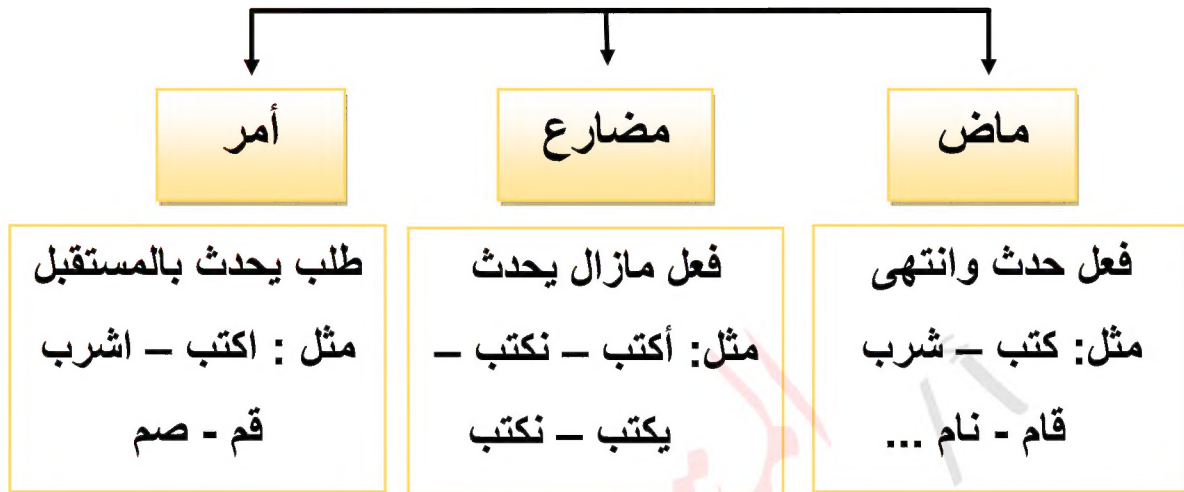 ماض
مضارع
أمر
فعل حدث وانتهى
مثل: كتب – شرب
قام - نام ...
فعل مازال يحدث
مثل: أكتب – نكتب –
يكتب – نكتب
طلب يحدث بالمستقبل
مثل : اكتب – اشرب
قم - صم